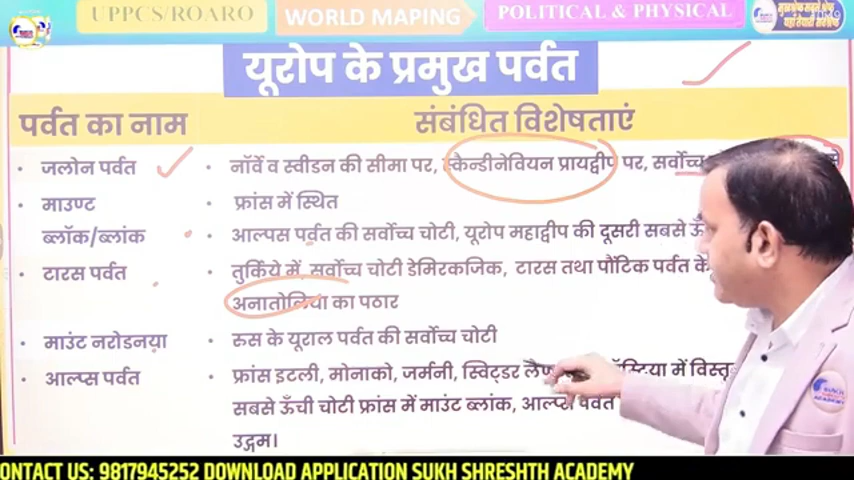 UPPCS/ROARO WORLD MAPING POLITICAL & PHYSICAL
यूरोप के प्रमुख पर्वत
पर्वत का नाम संबंधित विशेषताएं
• जलोन पर्वत • नॉर्वे व स्वीडन की सीमा पर, स्कैन्डीनेवियन प्रायद्वीप पर, सर्वोच्च
• माउण्ट • फ्रांस में स्थित
ब्लॉक/ब्लांक • आल्पस पर्वत की सर्वोच्च चोटी, यूरोप महाद्वीप की दूसरी सबसे
• टारस पर्वत • तुर्किये में, सर्वोच्च चोटी डेमिरकजिक, टारस तथा पौंटिक पर्वत के
अनातोलिया का पठार
• माउंट नरोडनया • रुस के यूराल पर्वत की सर्वोच्च चोटी
• आल्प्स पर्वत • फ्रांस इटली, मोनाको, जर्मनी, स्विट्डर में
सबसे ऊँची चोटी फ्रांस में माउंट ब्लांक, आल्प्स पर्वत
उद्गम।
ONTACT US: 9817945252 DOWNLOAD APPLICATION SUKH SHRESHTH ACADEMY